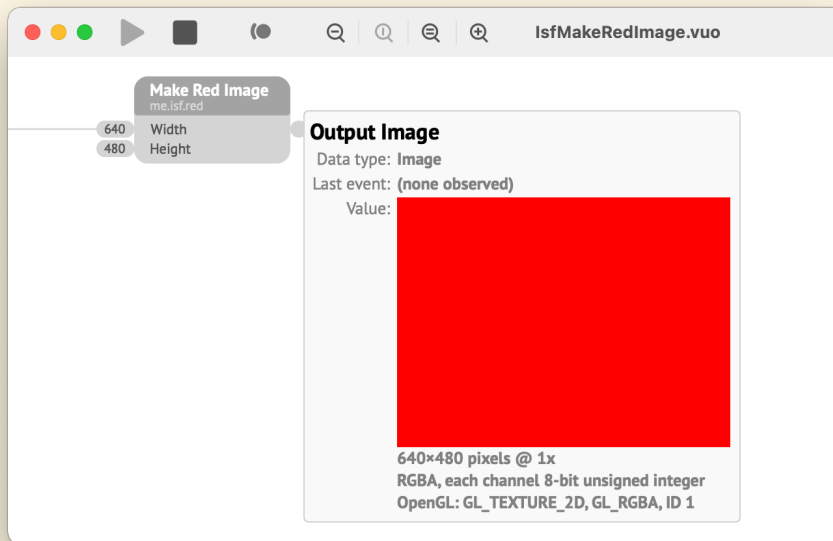 IsfMakeRedImage.vuo
Make Red Image
me.isf.red
640 Width
480 Height
Output Image
Data type: Image
Last event: (none observed)
Value:
640×480 pixels @ 1x
RGBA, each channel 8-bit unsigned integer
OpenGL: GL_TEXTURE_2D, GL_RGBA, ID 1